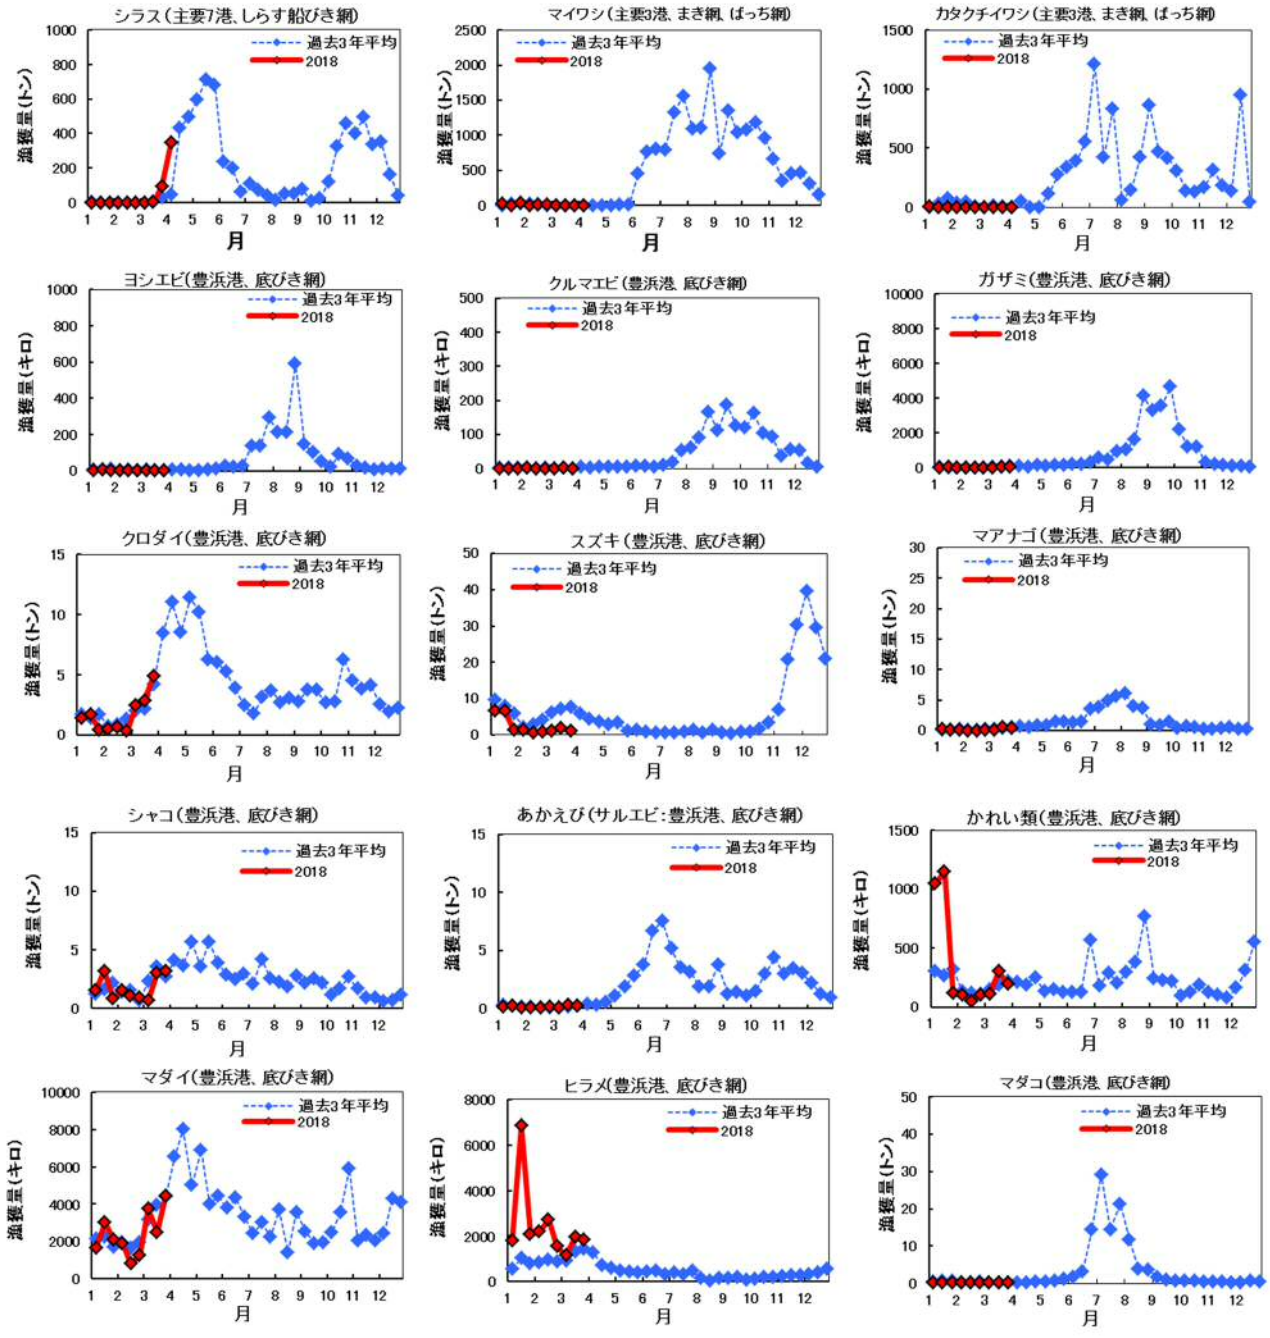 シラス(主要7港、しらす船びき網)
漁獲量(トン)
1000
800
600
400
200
0
過去3年平均
2018
1 2 3 4 5 6 7 8 9 10 11 12
月
マイワシ(主要3港、まき網、ばっち網)
漁獲量(トン)
2500
2000
1500
1000
500
0
過去3年平均
2018
1 2 3 4 5 6 7 8 9 10 11 12
月
カタクチイワシ(主要3港、まき網、ばっち網)
漁獲量(トン)
1500
1000
500
0
過去3年平均
2018
1 2 3 4 5 6 7 8 9 10 11 12
月
ヨシエビ(豊浜港、底びき網)
漁獲量(キロ)
1000
800
600
400
200
0
過去3年平均
2018
1 2 3 4 5 6 7 8 9 10 11 12
月
クルマエビ(豊浜港、底びき網)
漁獲量(キロ)
500
400
300
200
100
0
過去3年平均
2018
1 2 3 4 5 6 7 8 9 10 11 12
月
ガザミ(豊浜港、底びき網)
漁獲量(キロ)
10000
8000
6000
4000
2000
0
過去3年平均
2018
1 2 3 4 5 6 7 8 9 10 11 12
月
クロダイ(豊浜港、底びき網)
漁獲量(トン)
15
10
5
0
過去3年平均
2018
1 2 3 4 5 6 7 8 9 10 11 12
月
スズキ(豊浜港、底びき網)
漁獲量(トン)
50
40
30
20
10
0
過去3年平均
2018
1 2 3 4 5 6 7 8 9 10 11 12
月
マアナゴ(豊浜港、底びき網)
漁獲量(トン)
30
25
20
15
10
5
0
過去3年平均
2018
1 2 3 4 5 6 7 8 9 10 11 12
月
シャコ(豊浜港、底びき網)
漁獲量(トン)
15
10
5
0
過去3年平均
2018
1 2 3 4 5 6 7 8 9 10 11 12
月
あかえび(サルエビ:豊浜港、底びき網)
漁獲量(トン)
15
10
5
0
過去3年平均
2018
1 2 3 4 5 6 7 8 9 10 11 12
月
かれい類(豊浜港、底びき網)
漁獲量(キロ)
1500
1000
500
0
過去3年平均
2018
1 2 3 4 5 6 7 8 9 10 11 12
月
マダイ(豊浜港、底びき網)
漁獲量(キロ)
10000
8000
6000
4000
2000
0
過去3年平均
2018
1 2 3 4 5 6 7 8 9 10 11 12
月
ヒラメ(豊浜港、底びき網)
漁獲量(キロ)
8000
6000
4000
2000
0
過去3年平均
2018
1 2 3 4 5 6 7 8 9 10 11 12
月
マダコ(豊浜港、底びき網)
漁獲量(トン)
50
40
30
20
10
0
過去3年平均
2018
1 2 3 4 5 6 7 8 9 10 11 12
月